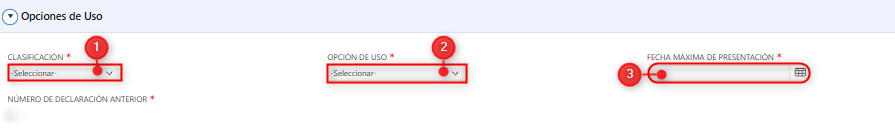 Opciones de Uso
1 2
CLASIFICACIÓN * OPCIÓN DE USO * FECHA MÁXIMA DE PRESENTACIÓN *
-Seleccionar- -Seleccionar- 3
NÚMERO DE DECLARACIÓN ANTERIOR *